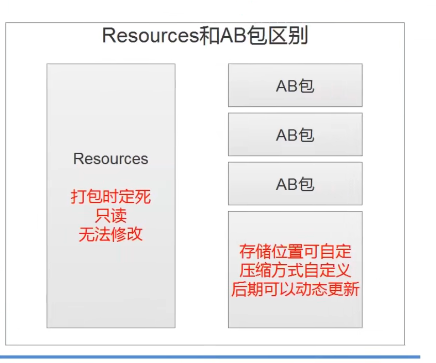 Resources和AB包区别
Resources
打包时定死
只读
无法修改
AB包
AB包
AB包
存储位置可自定
压缩方式自定义
后期可以动态更新